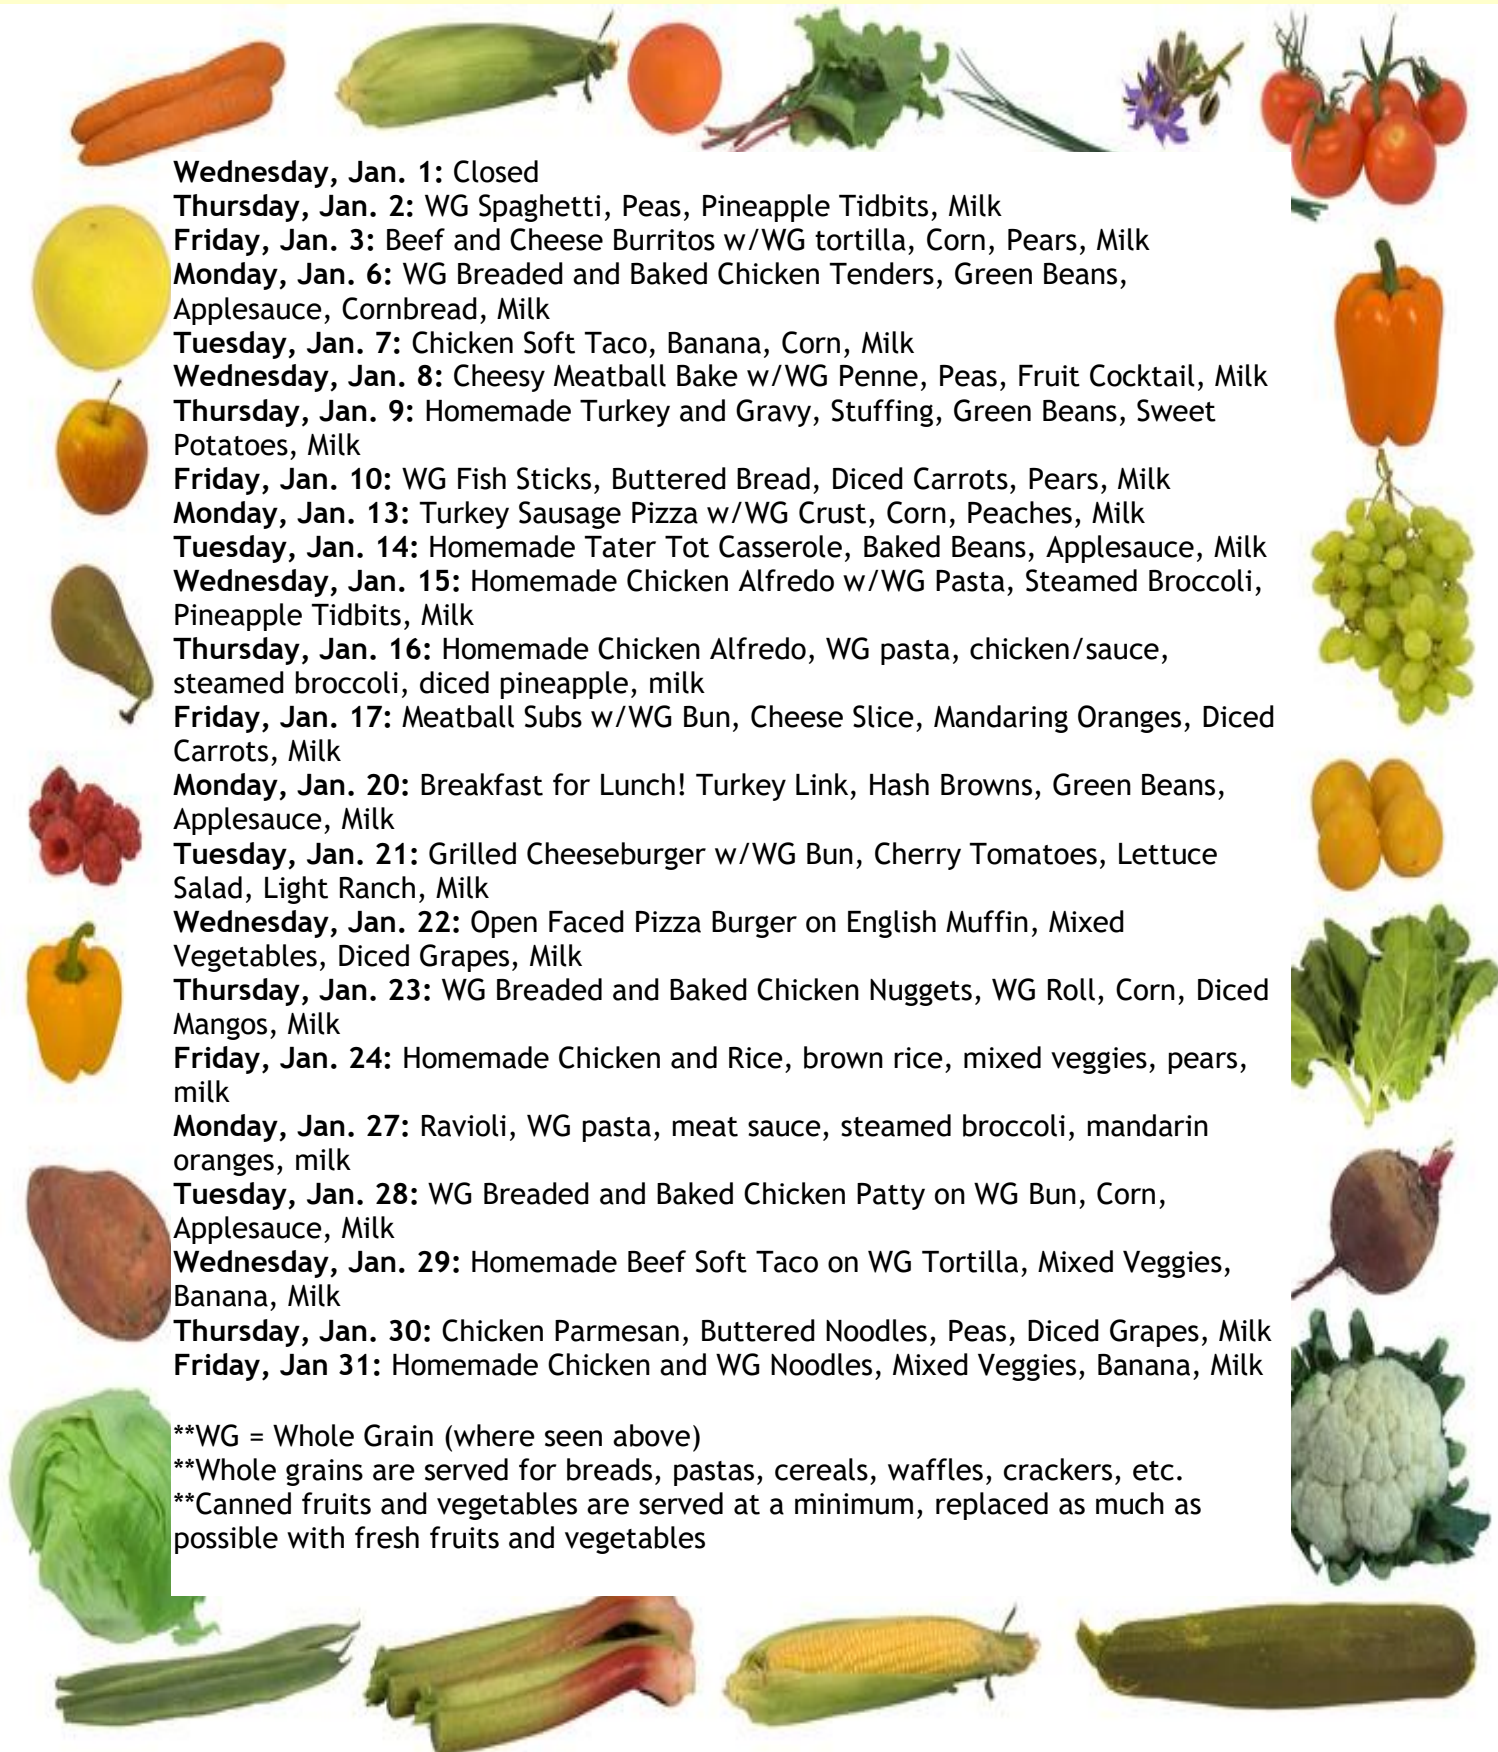 Wednesday, Jan. 1: Closed
Thursday, Jan. 2: WG Spaghetti, Peas, Pineapple Tidbits, Milk
Friday, Jan. 3: Beef and Cheese Burritos w/WG tortilla, Corn, Pears, Milk
Monday, Jan. 6: WG Breaded and Baked Chicken Tenders, Green Beans,
Applesauce, Cornbread, Milk
Tuesday, Jan. 7: Chicken Soft Taco, Banana, Corn, Milk
Wednesday, Jan. 8: Cheesy Meatball Bake w/WG Penne, Peas, Fruit Cocktail, Milk
Thursday, Jan. 9: Homemade Turkey and Gravy, Stuffing, Green Beans, Sweet
Potatoes, Milk
Friday, Jan. 10: WG Fish Sticks, Buttered Bread, Diced Carrots, Pears, Milk
Monday, Jan. 13: Turkey Sausage Pizza w/WG Crust, Corn, Peaches, Milk
Tuesday, Jan. 14: Homemade Tater Tot Casserole, Baked Beans, Applesauce, Milk
Wednesday, Jan. 15: Homemade Chicken Alfredo w/WG Pasta, Steamed Broccoli,
Pineapple Tidbits, Milk
Thursday, Jan. 16: Homemade Chicken Alfredo, WG pasta, chicken/sauce,
steamed broccoli, diced pineapple, milk
Friday, Jan. 17: Meatball Subs w/WG Bun, Cheese Slice, Mandaring Oranges, Diced
Carrots, Milk
Monday, Jan. 20: Breakfast for Lunch! Turkey Link, Hash Browns, Green Beans,
Applesauce, Milk
Tuesday, Jan. 21: Grilled Cheeseburger w/WG Bun, Cherry Tomatoes, Lettuce
Salad, Light Ranch, Milk
Wednesday, Jan. 22: Open Faced Pizza Burger on English Muffin, Mixed
Vegetables, Diced Grapes, Milk
Thursday, Jan. 23: WG Breaded and Baked Chicken Nuggets, WG Roll, Corn, Diced
Mangos, Milk
Friday, Jan. 24: Homemade Chicken and Rice, brown rice, mixed veggies, pears,
milk
Monday, Jan. 27: Ravioli, WG pasta, meat sauce, steamed broccoli, mandarin
oranges, milk
Tuesday, Jan. 28: WG Breaded and Baked Chicken Patty on WG Bun, Corn,
Applesauce, Milk
Wednesday, Jan. 29: Homemade Beef Soft Taco on WG Tortilla, Mixed Veggies,
Banana, Milk
Thursday, Jan. 30: Chicken Parmesan, Buttered Noodles, Peas, Diced Grapes, Milk
Friday, Jan 31: Homemade Chicken and WG Noodles, Mixed Veggies, Banana, Milk
**WG = Whole Grain (where seen above)
**Whole grains are served for breads, pastas, cereals, waffles, crackers, etc.
**Canned fruits and vegetables are served at a minimum, replaced as much as
possible with fresh fruits and vegetables